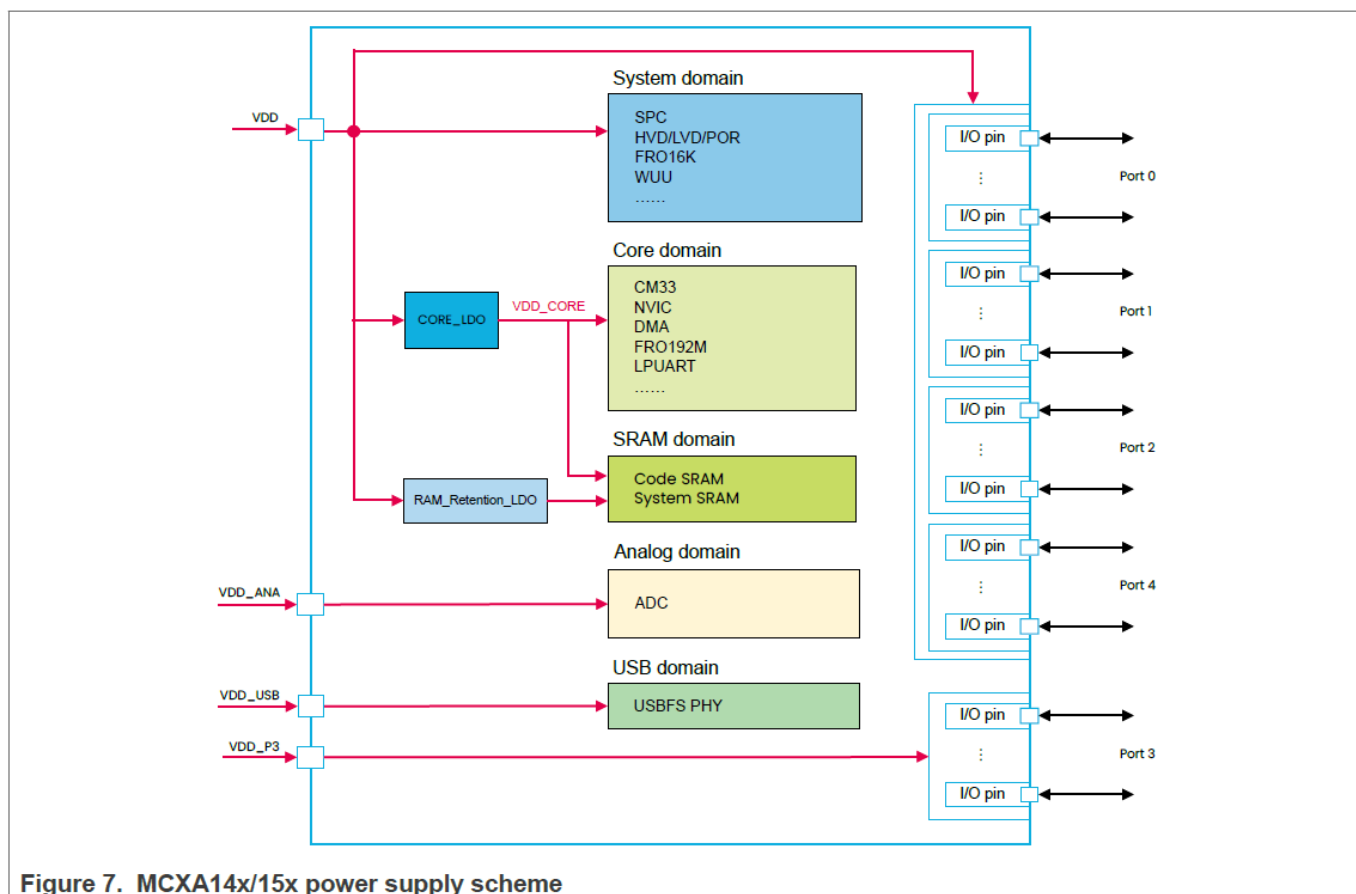 System domain
VDD
SPC
HVD/LVD/POR
FRO16K
WUU
......
I/O pin
⋮
I/O pin
Port 0
Core domain
CORE_LDO
VDD_CORE
CM33
NVIC
DMA
FRO192M
LPUART
......
I/O pin
⋮
I/O pin
Port 1
SRAM domain
RAM_Retention_LDO
Code SRAM
System SRAM
I/O pin
⋮
I/O pin
Port 2
Analog domain
VDD_ANA
ADC
I/O pin
⋮
I/O pin
Port 4
USB domain
VDD_USB
USBFS PHY
VDD_P3
I/O pin
⋮
I/O pin
Port 3
Figure 7. MCXA14x/15x power supply scheme